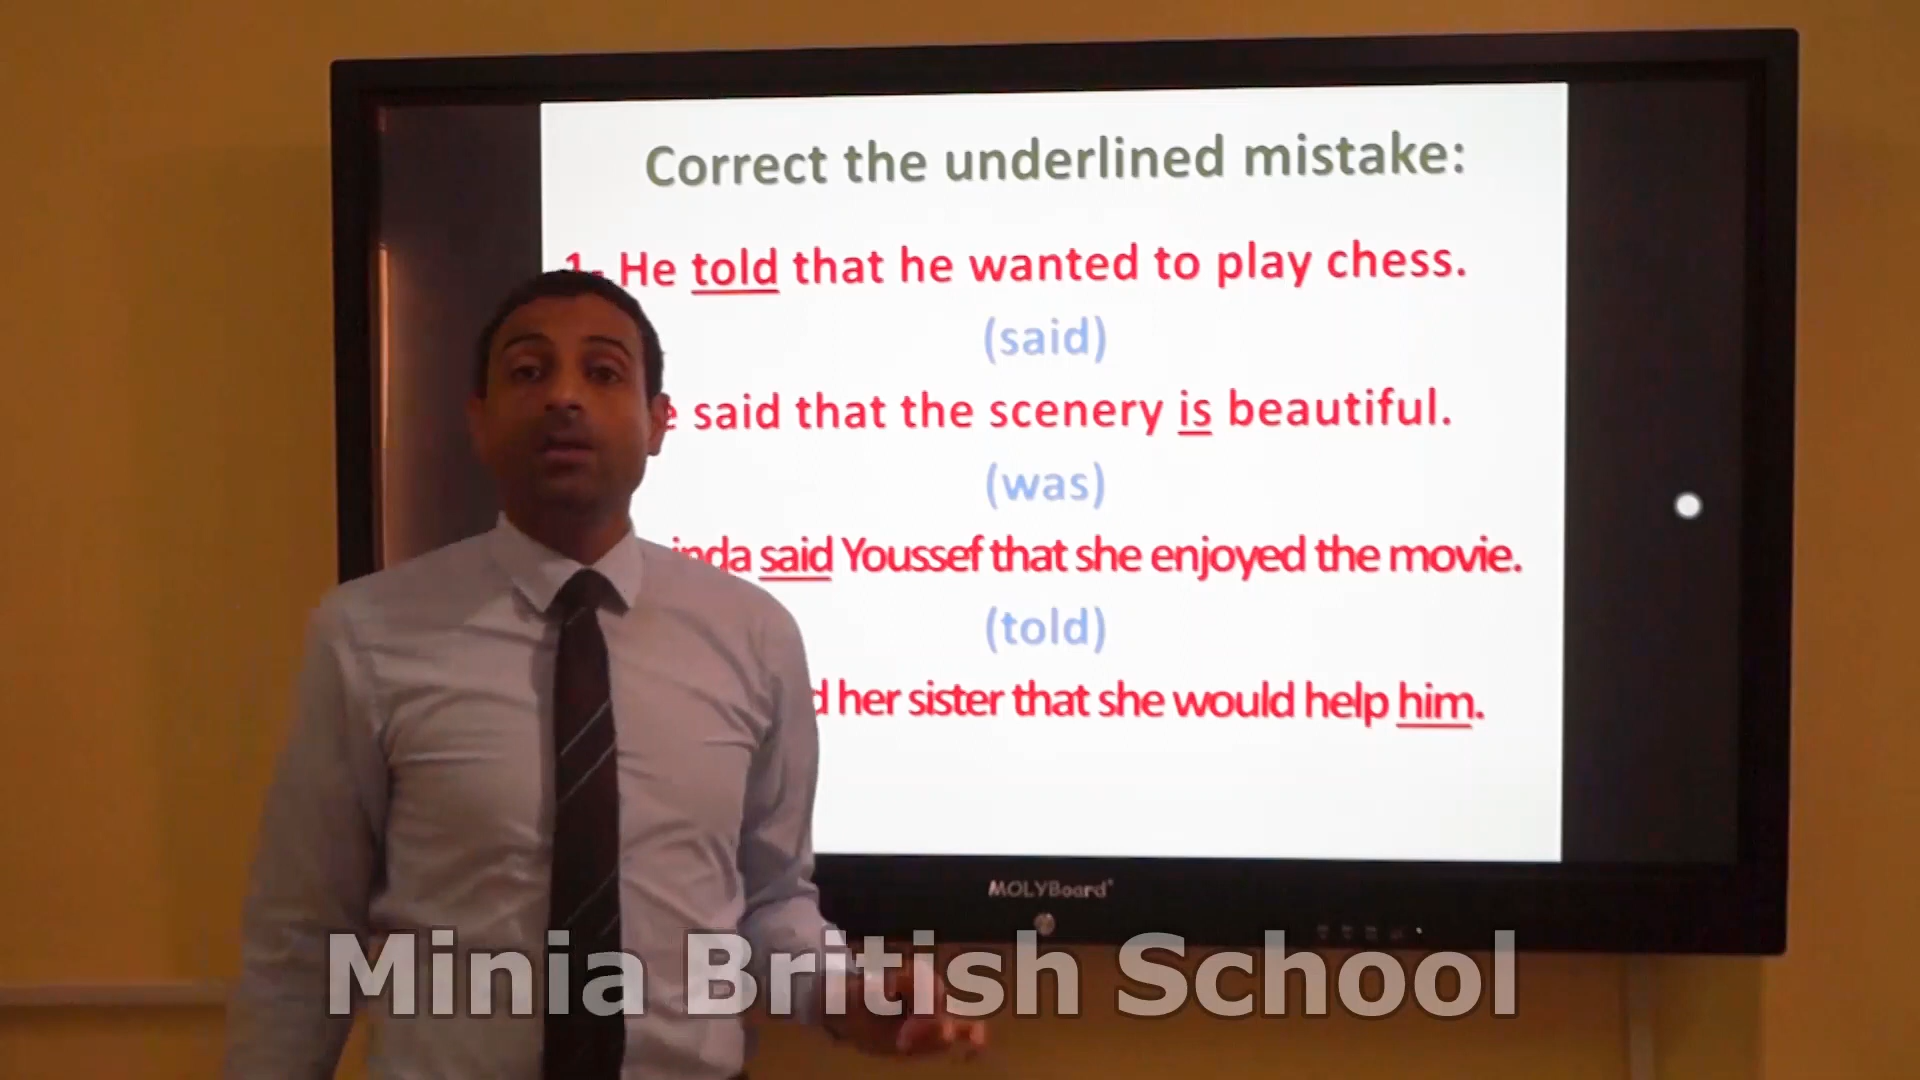 Correct the underlined mistake:
1- He told that he wanted to play chess.
(said)
said that the scenery is beautiful.
(was)
said Youssef that she enjoyed the movie.
(told)
her sister that she would help him.
MOLYBoard
Minia British School